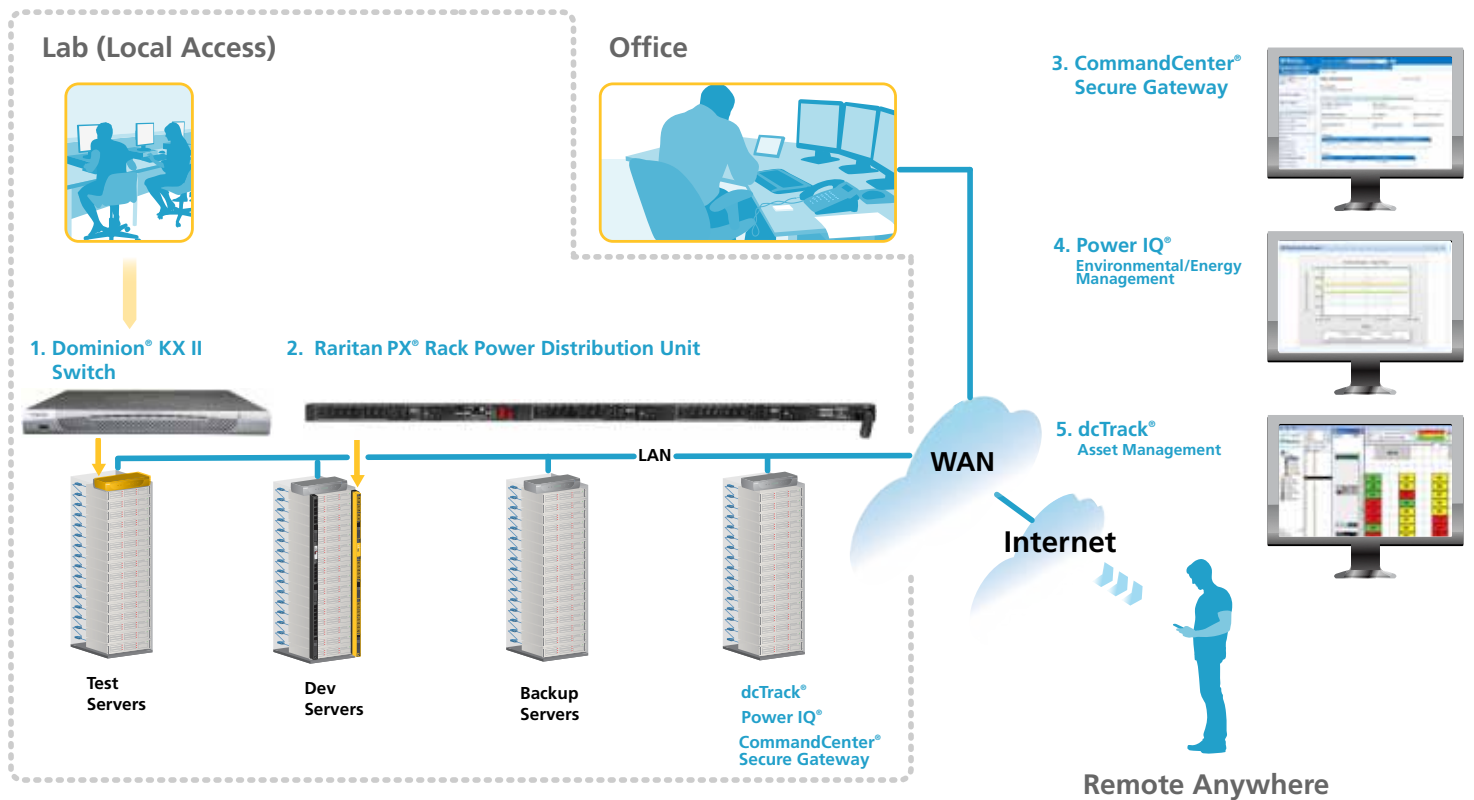 Lab (Local Access)
Office
3. CommandCenter®
Secure Gateway
4. Power IQ®
Environmental/Energy
Management
1. Dominion® KX II
Switch
2. Raritan PX® Rack Power Distribution Unit
5. dcTrack®
Asset Management
LAN
WAN
Internet
Test
Servers
Dev
Servers
Backup
Servers
dcTrack®
Power IQ®
CommandCenter®
Secure Gateway
Remote Anywhere